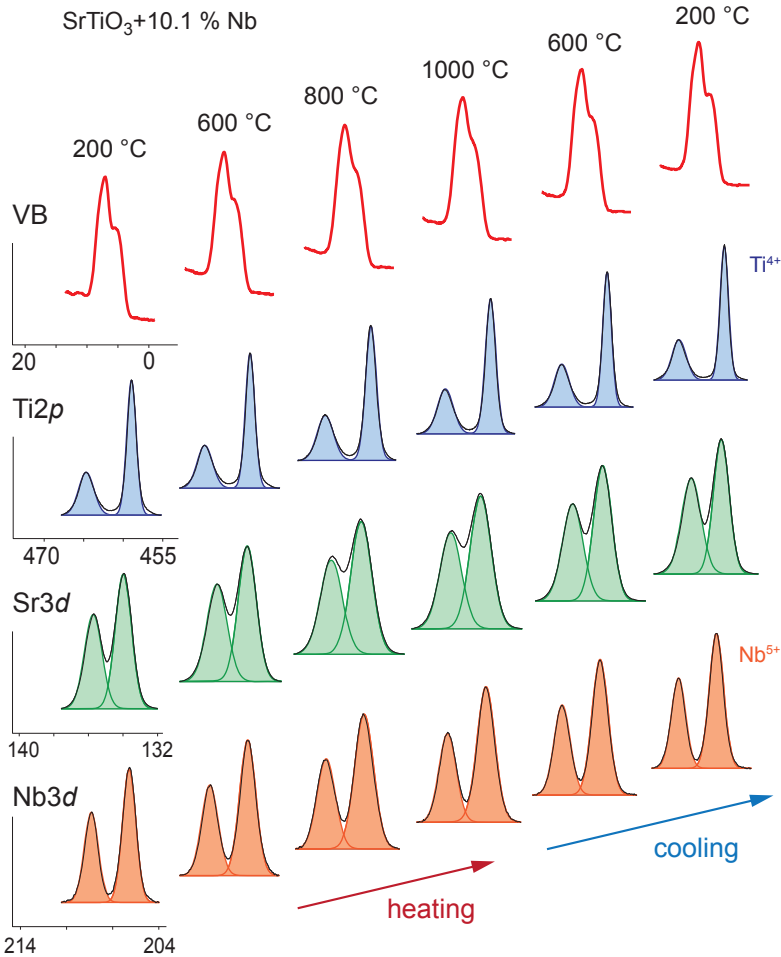 SrTiO₃+10.1 % Nb
200 °C
600 °C
800 °C
1000 °C
600 °C
200 °C
VB
20 0
Ti⁴⁺
Ti2p
470 455
Sr3d
140 132
Nb⁵⁺
Nb3d
214 204
heating
cooling